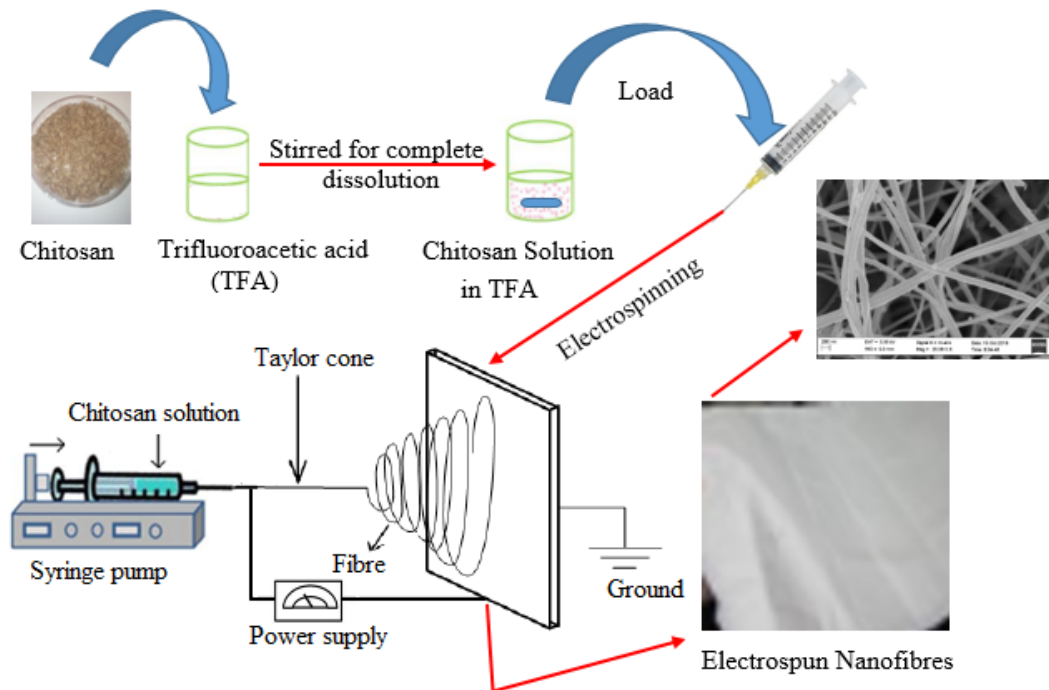 Load
Stirred for complete
dissolution
Chitosan
Trifluoroacetic acid
(TFA)
Chitosan Solution
in TFA
Electrospinning
Taylor cone
Chitosan solution
Syringe pump
Fibre
Power supply
Ground
Electrospun Nanofibres